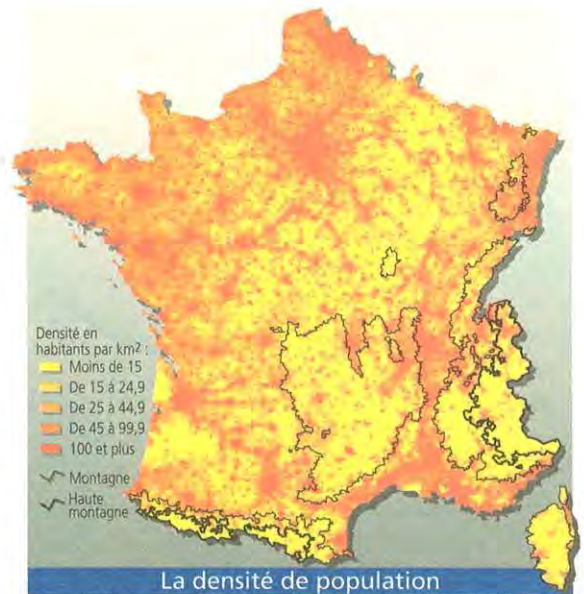 Densité en
habitants par km² :
Moins de 15
De 15 à 24,9
De 25 à 44,9
De 45 à 99,9
100 et plus
Montagne
Haute
montagne
La densité de population